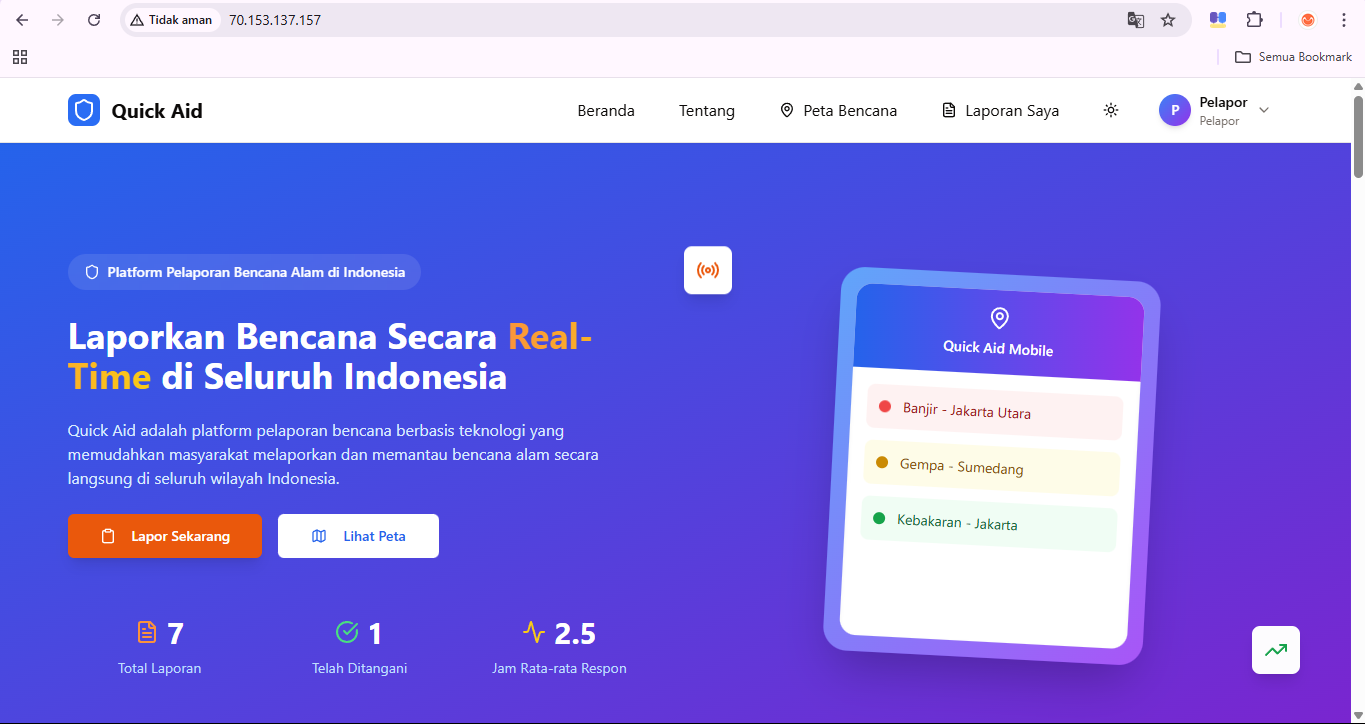 Tidak aman
70.153.137.157
Semua Bookmark
Quick Aid
Beranda
Tentang
Peta Bencana
Laporan Saya
P
Pelapor
Pelapor
Platform Pelaporan Bencana Alam di Indonesia
Laporkan Bencana Secara Real-
Time di Seluruh Indonesia
Quick Aid adalah platform pelaporan bencana berbasis teknologi yang
memudahkan masyarakat melaporkan dan memantau bencana alam secara
langsung di seluruh wilayah Indonesia.
Lapor Sekarang
Lihat Peta
7
Total Laporan
1
Telah Ditangani
2.5
Jam Rata-rata Respon
Quick Aid Mobile
Banjir - Jakarta Utara
Gempa - Sumedang
Kebakaran - Jakarta